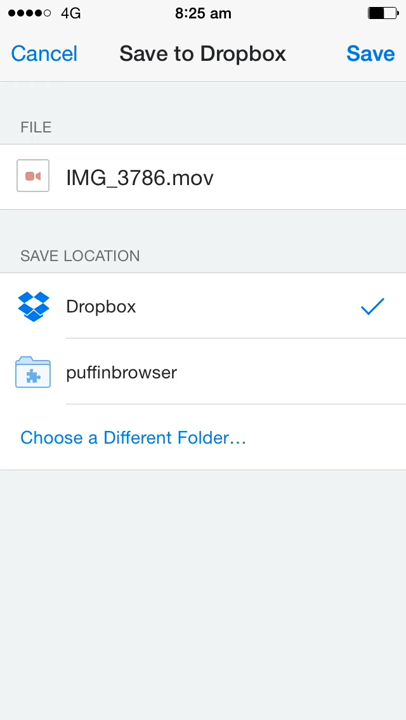 4G 8:25 am
Cancel Save to Dropbox Save
FILE
IMG_3786.mov
SAVE LOCATION
Dropbox
puffinbrowser
Choose a Different Folder...